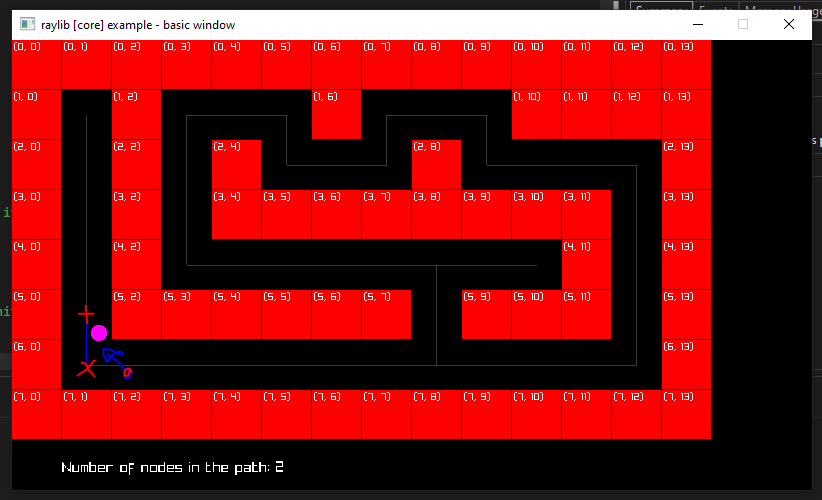 Summary Events Memory Usage
raylib [core] example - basic window
(0, 0) (0, 1) (0, 2) (0, 3) (0, 4) (0, 5) (0, 6) (0, 7) (0, 8) (0, 9) (0, 10) (0, 11) (0, 12) (0, 13)
(1, 0) (1, 2) (1, 6) (1, 10) (1, 11) (1, 12) (1, 13)
(2, 0) (2, 2) (2, 4) (2, 8) (2, 13)
(3, 0) (3, 2) (3, 4) (3, 5) (3, 6) (3, 7) (3, 8) (3, 9) (3, 10) (3, 11) (3, 13)
(4, 0) (4, 2) (4, 11) (4, 13)
(5, 0) (5, 2) (5, 3) (5, 4) (5, 5) (5, 6) (5, 7) (5, 9) (5, 10) (5, 11) (5, 13)
(6, 0) (6, 13)
(7, 0) (7, 1) (7, 2) (7, 3) (7, 4) (7, 5) (7, 6) (7, 7) (7, 8) (7, 9) (7, 10) (7, 11) (7, 12) (7, 13)
Number of nodes in the path: 2